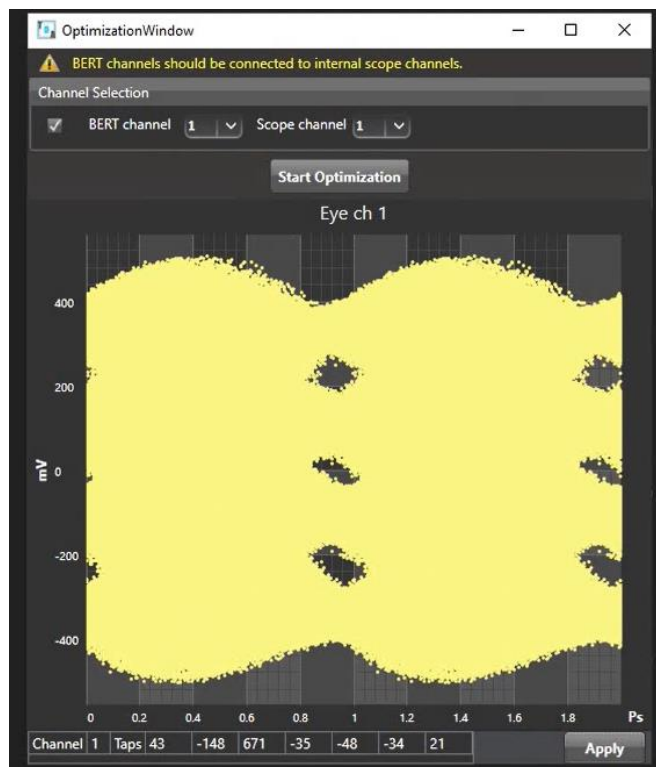 OptimizationWindow
BERT channels should be connected to internal scope channels.
Channel Selection
BERT channel 1 Scope channel 1
Start Optimization
Eye ch 1
400
200
mV
0
-200
-400
0 0.2 0.4 0.6 0.8 1 1.2 1.4 1.6 1.8 Ps
Channel 1 Taps 43 -148 671 -35 -48 -34 21
Apply